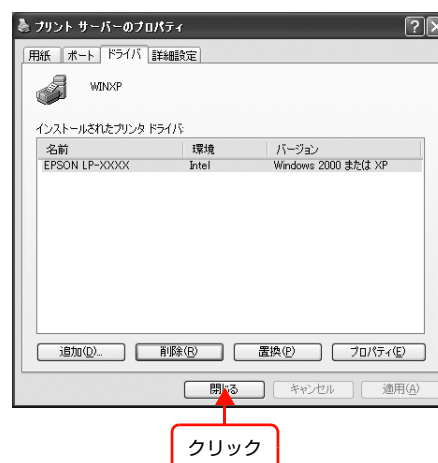 プリント サーバーのプロパティ
用紙 ポート ドライバ 詳細設定
WINXP
インストールされたプリンタ ドライバ:
名前 環境 バージョン
EPSON LP-XXXX Intel Windows 2000 または XP
追加(D)... 削除(R) 置換(P) プロパティ(E)
閉じる キャンセル 適用(A)
クリック